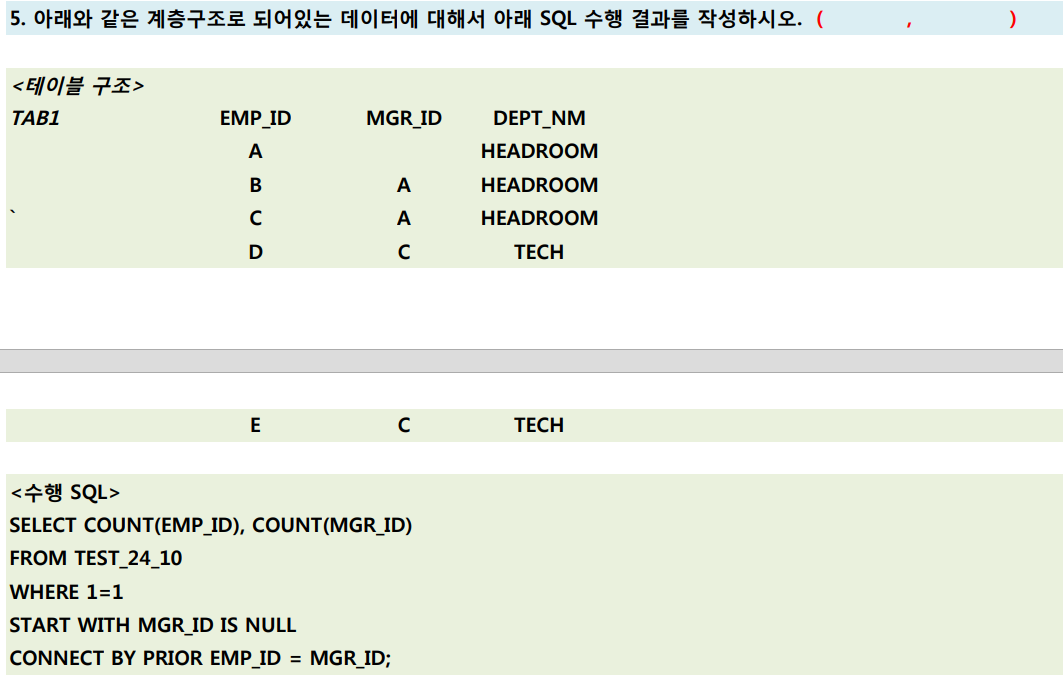 5. 아래와 같은 계층구조로 되어있는 데이터에 대해서 아래 SQL 수행 결과를 작성하시오. ( , )
<테이블 구조>
TAB1 EMP_ID MGR_ID DEPT_NM
A HEADROOM
B A HEADROOM
` C A HEADROOM
D C TECH
E C TECH
<수행 SQL>
SELECT COUNT(EMP_ID), COUNT(MGR_ID)
FROM TEST_24_10
WHERE 1=1
START WITH MGR_ID IS NULL
CONNECT BY PRIOR EMP_ID = MGR_ID;